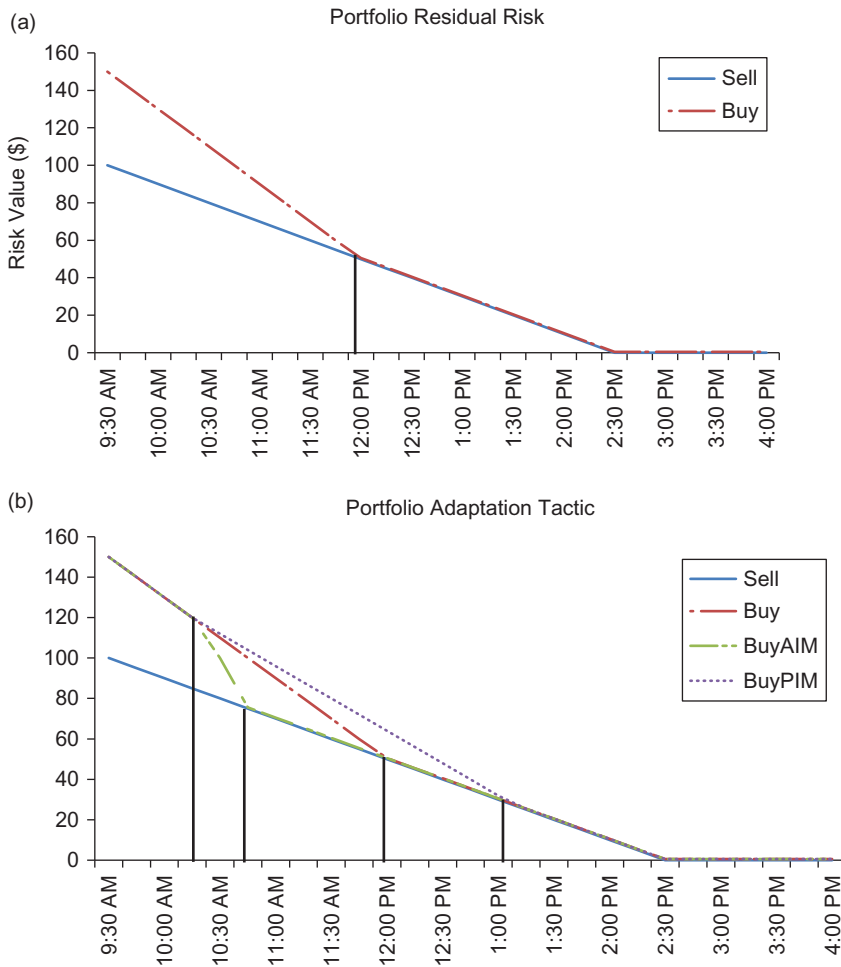 (a)
Portfolio Residual Risk
160
140
120
100
80
60
40
20
0
Risk Value ($)
Sell
Buy
9:30 AM
10:00 AM
10:30 AM
11:00 AM
11:30 AM
12:00 PM
12:30 PM
1:00 PM
1:30 PM
2:00 PM
2:30 PM
3:00 PM
3:30 PM
4:00 PM
(b)
Portfolio Adaptation Tactic
160
140
120
100
80
60
40
20
0
Sell
Buy
BuyAIM
BuyPIM
9:30 AM
10:00 AM
10:30 AM
11:00 AM
11:30 AM
12:00 PM
12:30 PM
1:00 PM
1:30 PM
2:00 PM
2:30 PM
3:00 PM
3:30 PM
4:00 PM